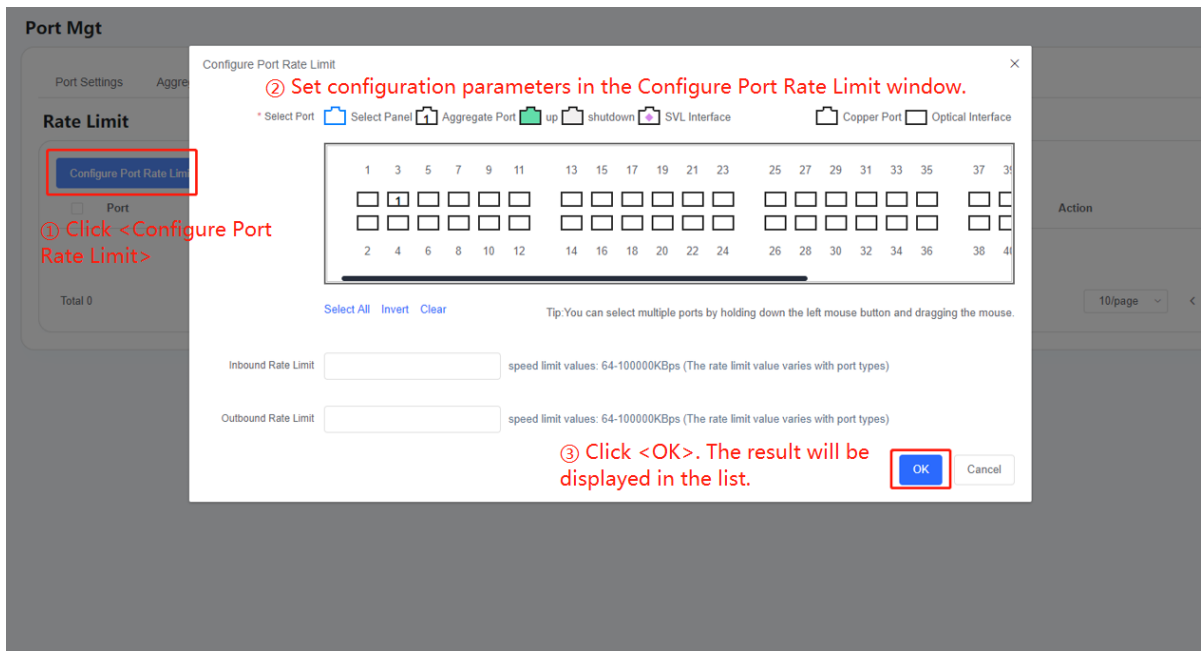 Port Mgt
Port Settings
Aggre
Configure Port Rate Limit
② Set configuration parameters in the Configure Port Rate Limit window.
* Select Port Select Panel 1 Aggregate Port up shutdown SVL Interface Copper Port Optical Interface
Rate Limit
Configure Port Rate Limi
Port
Action
① Click <Configure Port
Rate Limit>
1 3 5 7 9 11 13 15 17 19 21 23 25 27 29 31 33 35 37 39
1
2 4 6 8 10 12 14 16 18 20 22 24 26 28 30 32 34 36 38 40
Total 0
10/page
Select All Invert Clear
Tip:You can select multiple ports by holding down the left mouse button and dragging the mouse.
Inbound Rate Limit speed limit values: 64-100000KBps (The rate limit value varies with port types)
Outbound Rate Limit speed limit values: 64-100000KBps (The rate limit value varies with port types)
③ Click <OK>. The result will be
displayed in the list.
OK Cancel